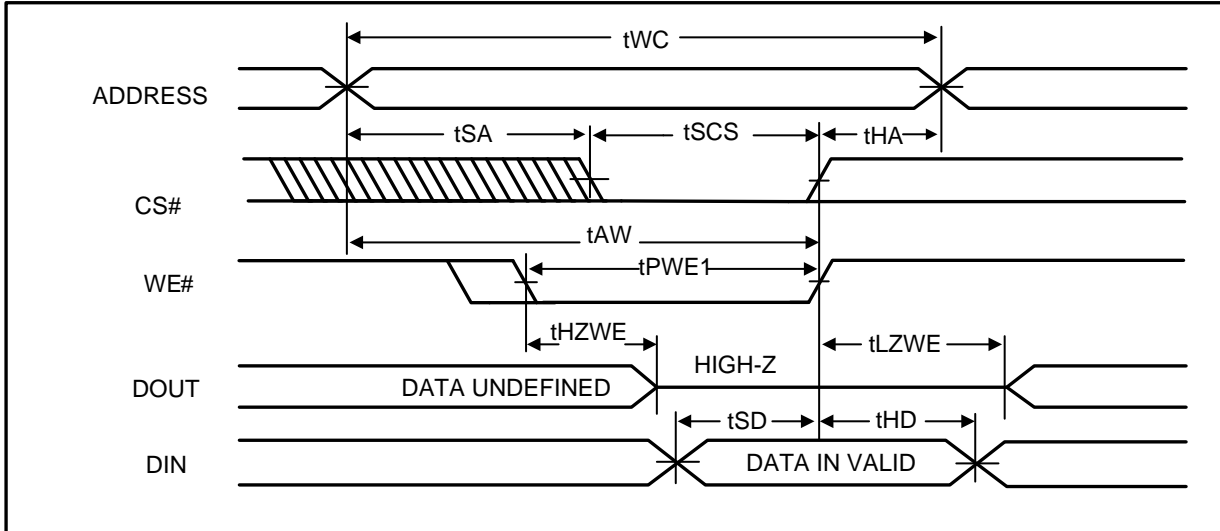 tWC
ADDRESS
tSA
tSCS
tHA
CS#
tAW
WE#
tPWE1
tHZWE
tLZWE
HIGH-Z
DOUT
DATA UNDEFINED
tSD
tHD
DIN
DATA IN VALID